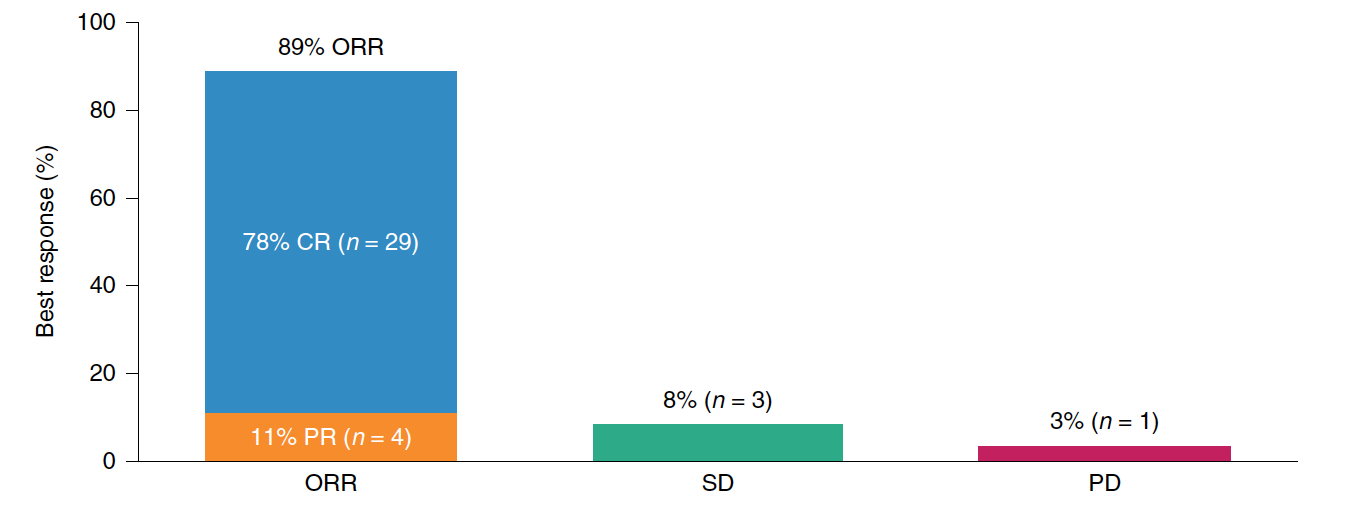 100
80
60
40
20
0
Best response (%)
89% ORR
78% CR (n = 29)
11% PR (n = 4)
8% (n = 3)
3% (n = 1)
ORR
SD
PD